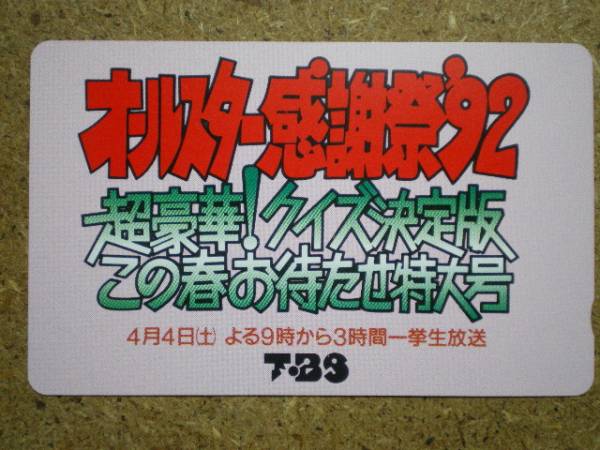 オールスター感謝祭'92
超豪華!クイズ決定版
この春お待たせ特大号
4月4日(土) よる9時から3時間一挙生放送
TBS